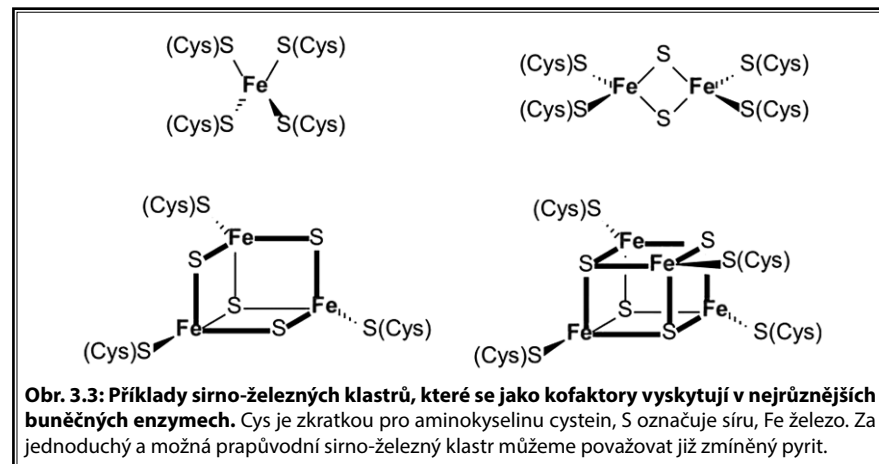 (Cys)S S(Cys)
Fe
(Cys)S S(Cys)
(Cys)S S S(Cys)
Fe Fe
(Cys)S S S(Cys)
(Cys)S
Fe S
S
S Fe
Fe S
(Cys)S S(Cys)
(Cys)S
Fe S
S Fe S(Cys)
S Fe
Fe S
(Cys)S S(Cys)
Obr. 3.3: Příklady sirno-železných klastrů, které se jako kofaktory vyskytují v nejrůznějších
buněčných enzymech. Cys je zkratkou pro aminokyselinu cystein, S označuje síru, Fe železo. Za
jednoduchý a možná prapůvodní sirno-železný klastr můžeme považovat již zmíněný pyrit.